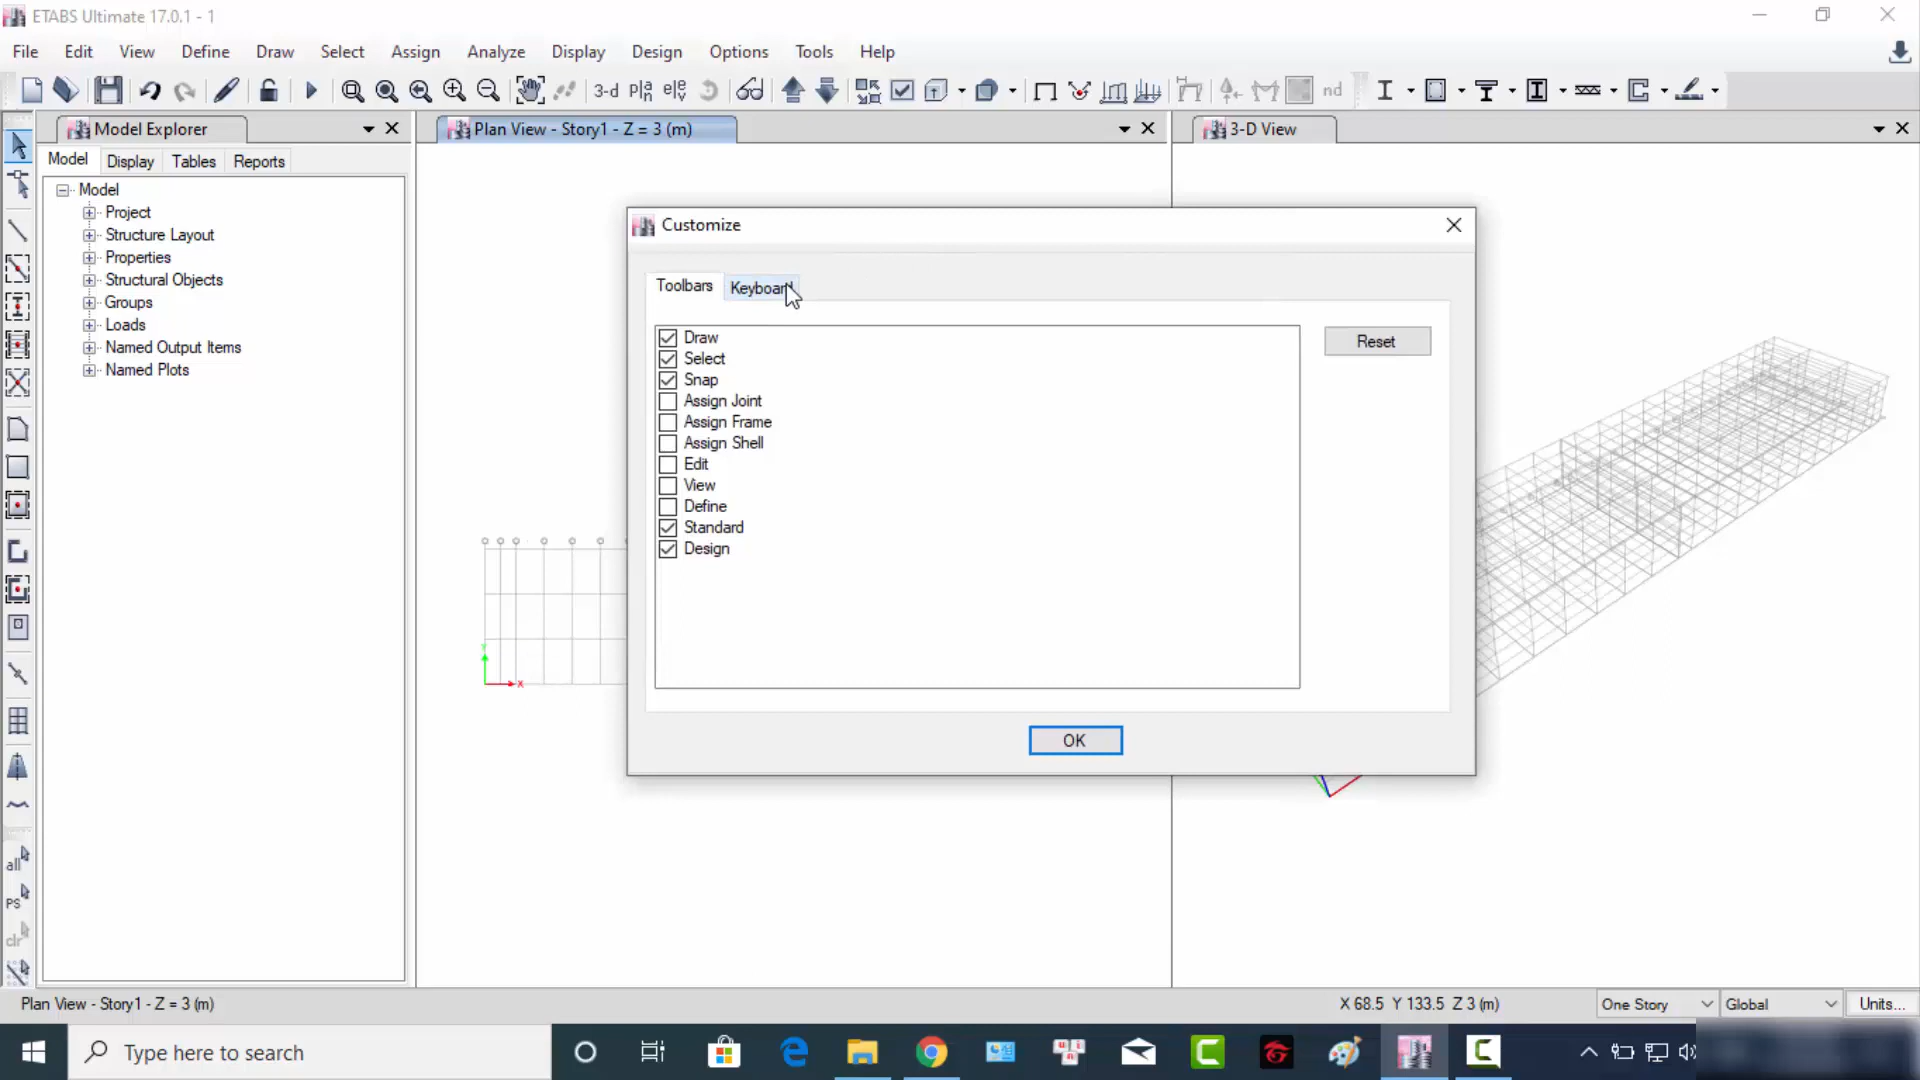 ETABS Ultimate 17.0.1 - 1
File Edit View Define Draw Select Assign Analyze Display Design Options Tools Help
3-d nd
Model Explorer
Plan View - Story1 - Z = 3 (m)
3-D View
Model Display Tables Reports
Model
Project
Structure Layout
Properties
Structural Objects
Groups
Loads
Named Output Items
Named Plots
Customize
Toolbars Keyboard
Draw
Select
Snap
Assign Joint
Assign Frame
Assign Shell
Edit
View
Define
Standard
Design
Reset
OK
Y
X
all
PS
clr
Plan View - Story1 - Z = 3 (m)
X 68.5 Y 133.5 Z 3 (m)
One Story
Global
Units...
Type here to search